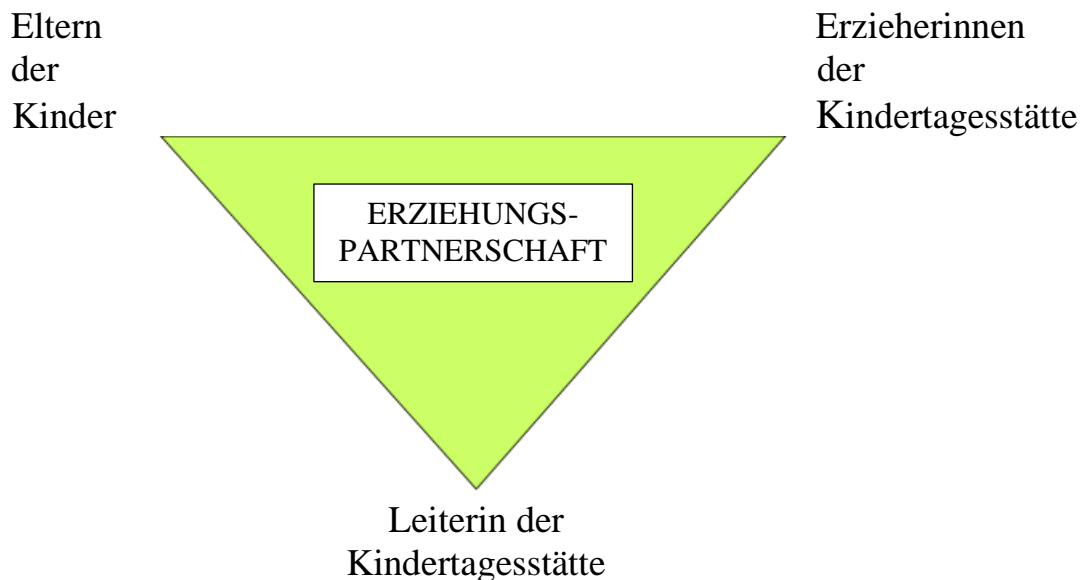 Eltern
der
Kinder
Erzieherinnen
der
Kindertagesstätte
ERZIEHUNGS-
PARTNERSCHAFT
Leiterin der
Kindertagesstätte